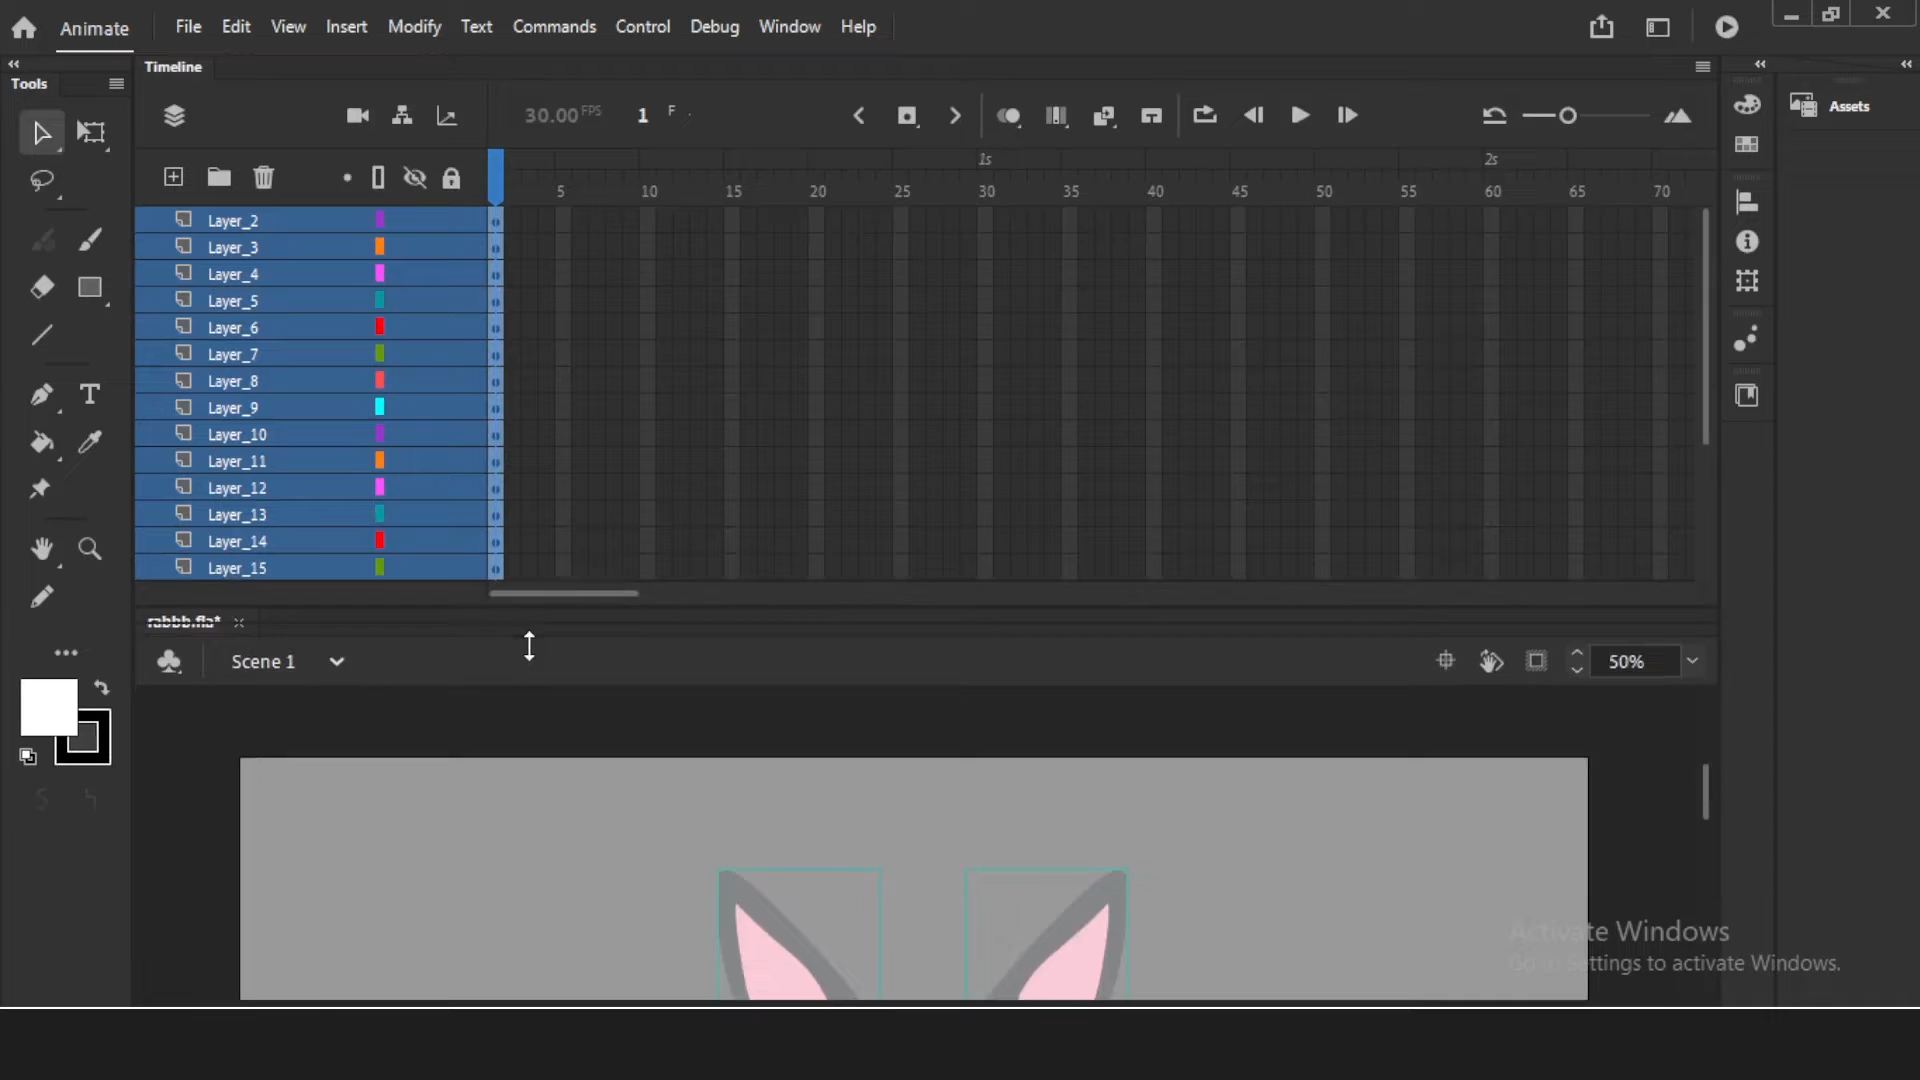 Animate File Edit View Insert Modify Text Commands Control Debug Window Help
Tools
Timeline
Assets
30.00 FPS 1 F
1s 2s
5 10 15 20 25 30 35 40 45 50 55 60 65 70
Layer_2
Layer_3
Layer_4
Layer_5
Layer_6
Layer_7
Layer_8
Layer_9
Layer_10
Layer_11
Layer_12
Layer_13
Layer_14
Layer_15
rabbb.fla*
Scene 1
50%
Activate Windows
Go to Settings to activate Windows.